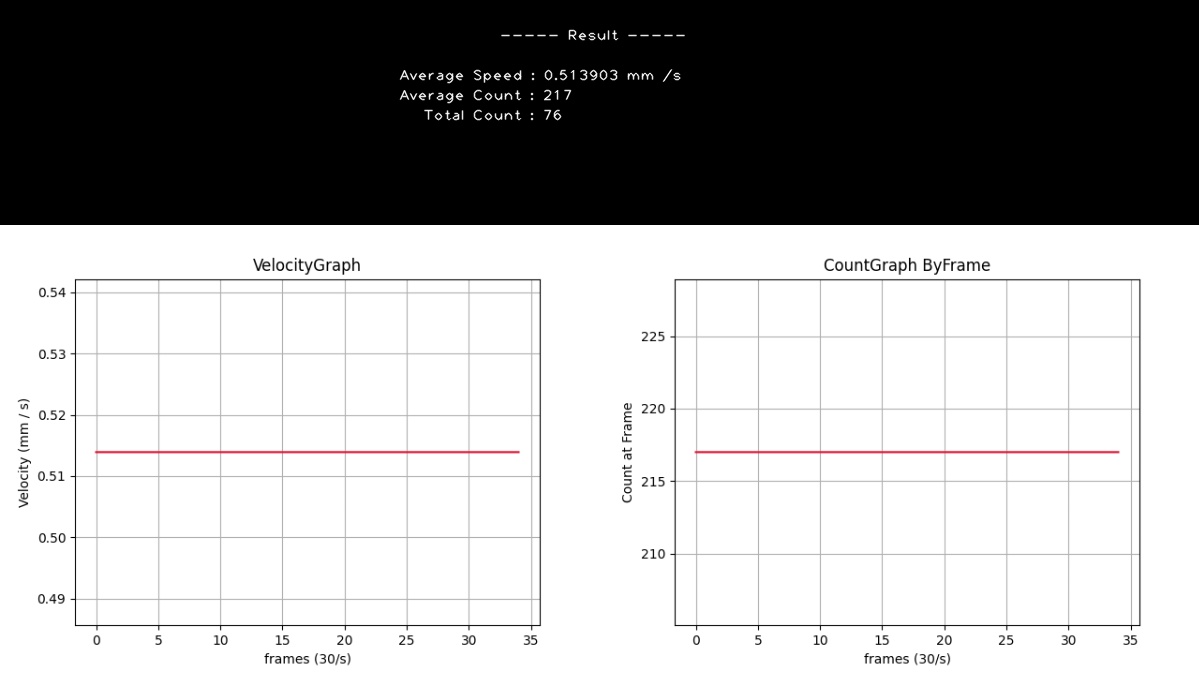 ----- Result -----
Average Speed : 0.513903 mm /s
Average Count : 217
Total Count : 76
VelocityGraph
0.54
0.53
0.52
0.51
0.50
0.49
Velocity (mm / s)
0 5 10 15 20 25 30 35
frames (30/s)
CountGraph ByFrame
225
220
215
210
Count at Frame
0 5 10 15 20 25 30 35
frames (30/s)